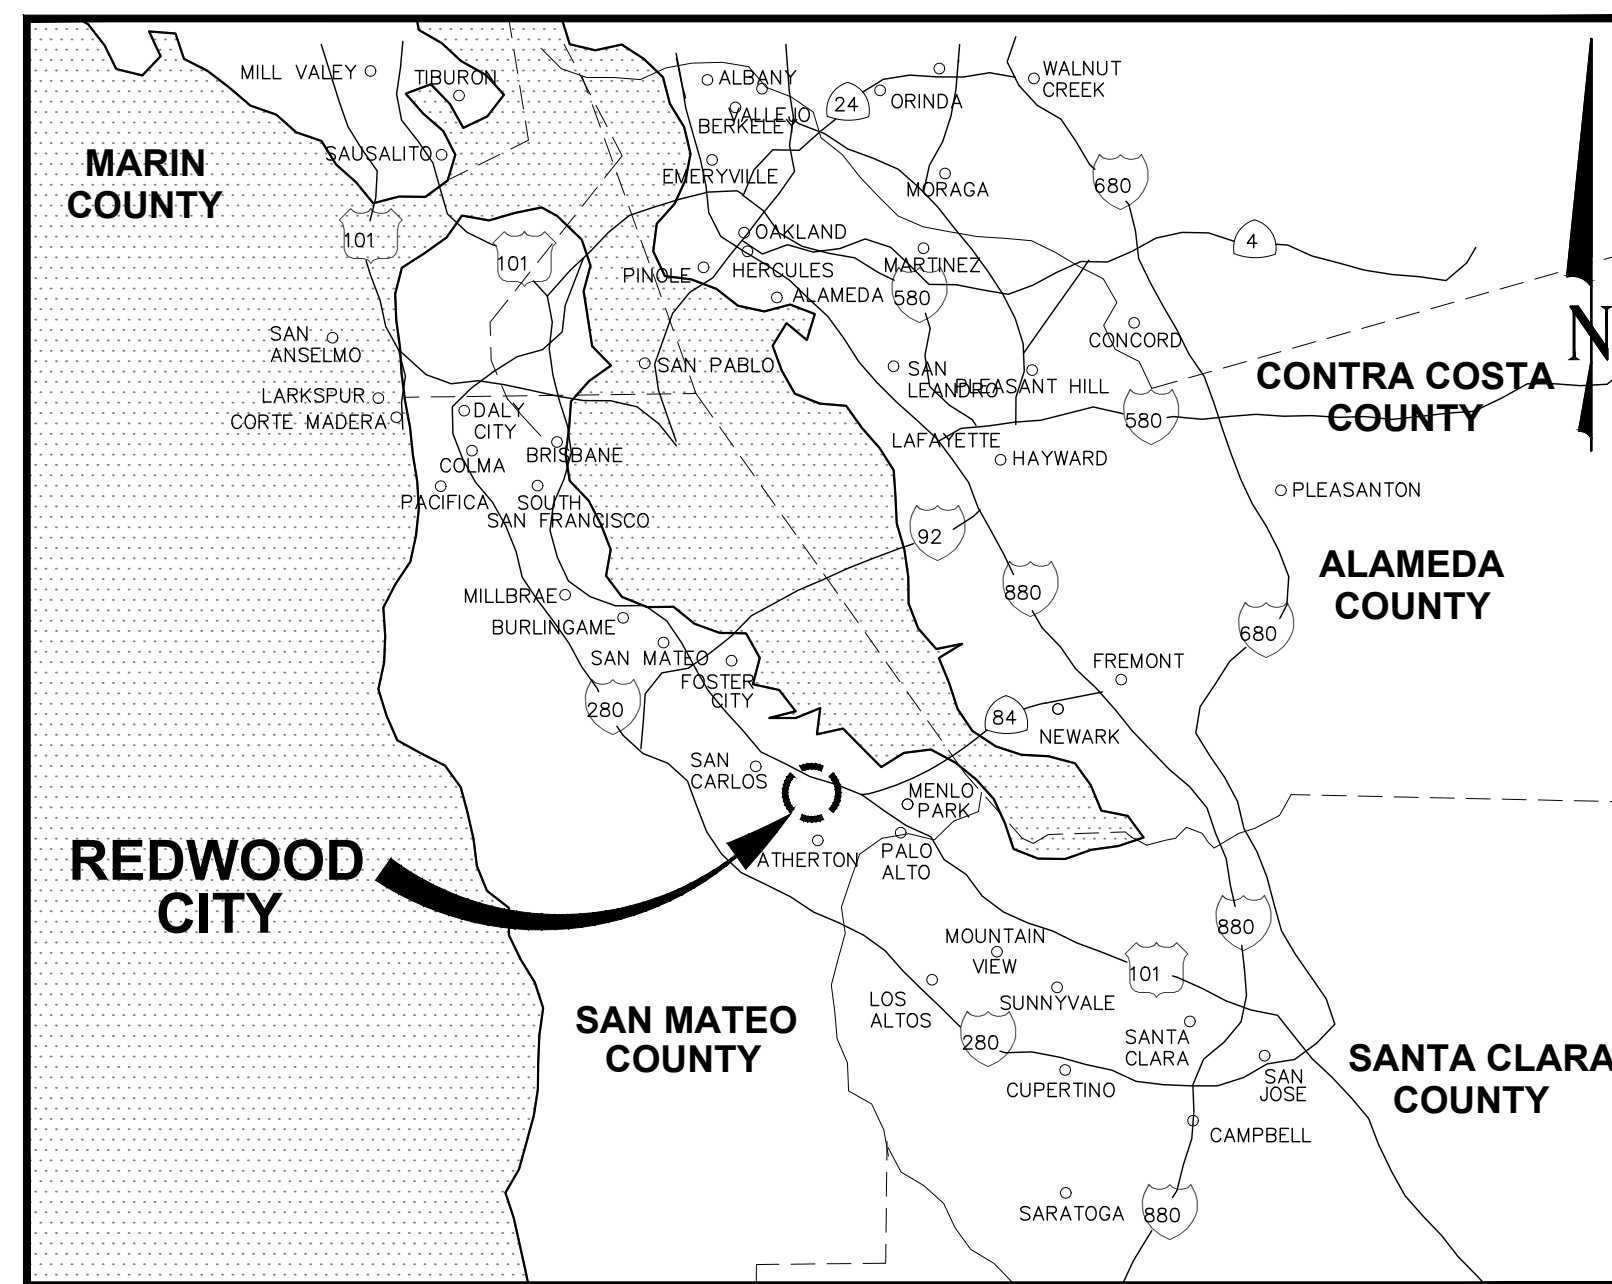 MILL VALEY
TIBURON
ALBANY
WALNUT
CREEK
24
ORINDA
VALLEJO
BERKELEY
MARIN
COUNTY
SAUSALITO
EMERYVILLE
MORAGA
680
101
101
OAKLAND
4
PINOLE
HERCULES
MARTINEZ
ALAMEDA
580
N
SAN
ANSELMO
CONCORD
SAN PABLO
SAN
LEANDRO
PLEASANT HILL
CONTRA COSTA
COUNTY
LARKSPUR
CORTE MADERA
DALY
CITY
580
COLMA
BRISBANE
LAFAYETTE
HAYWARD
PACIFICA
SOUTH
SAN FRANCISCO
PLEASANTON
92
ALAMEDA
COUNTY
MILLBRAE
880
BURLINGAME
680
SAN MATEO
FOSTER
CITY
FREMONT
280
84
NEWARK
SAN
CARLOS
MENLO
PARK
REDWOOD
CITY
ATHERTON
PALO
ALTO
880
MOUNTAIN
VIEW
101
LOS
ALTOS
SUNNYVALE
SAN MATEO
COUNTY
280
SANTA
CLARA
SANTA CLARA
COUNTY
CUPERTINO
SAN
JOSE
CAMPBELL
SARATOGA
880